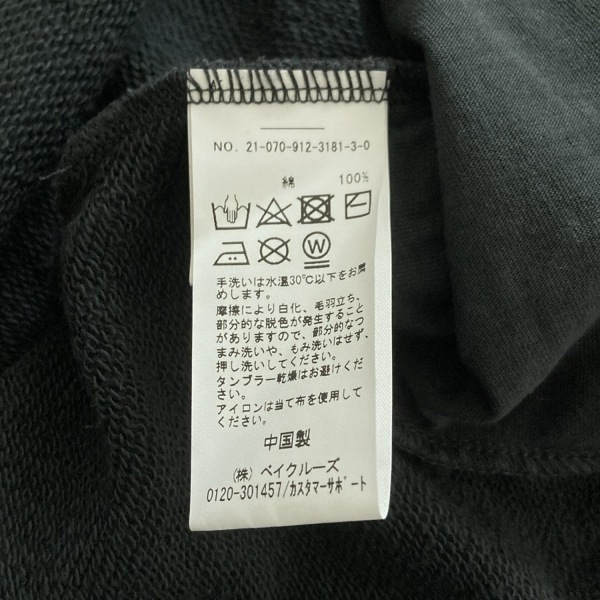 NO. 21-070-912-3181-3-0
綿 100%
W
手洗いは水温30℃以下をお薦
めします。
摩擦により白化、毛羽立ち、
部分的な脱色が発生すること
がありますので、部分的なつ
まみ洗いや、もみ洗いはせず、
押し洗いしてください。
タンブラー乾燥はお避けくださ
い。
アイロンは当て布を使用して
ください。
中国製
(株) ベイクルーズ
0120-301457/カスタマーサポート